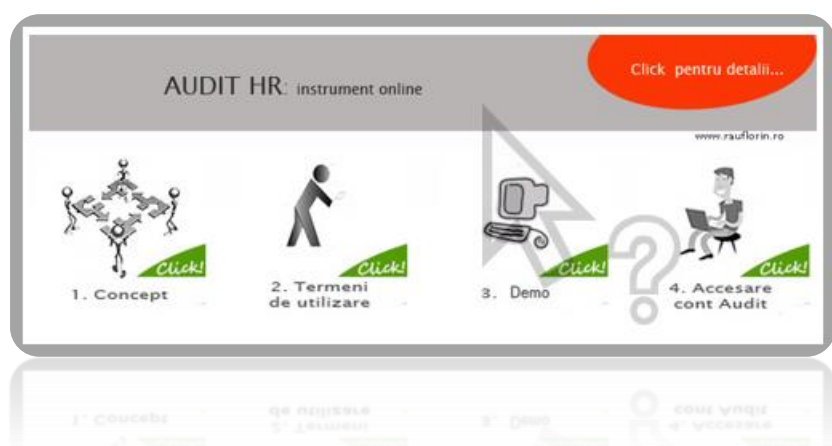 AUDIT HR: instrument online
Click pentru detalii...
www.rauflorin.ro
Click!
1. Concept
Click!
2. Termeni
de utilizare
Click!
3. Demo
Click!
4. Accesare
cont Audit
?